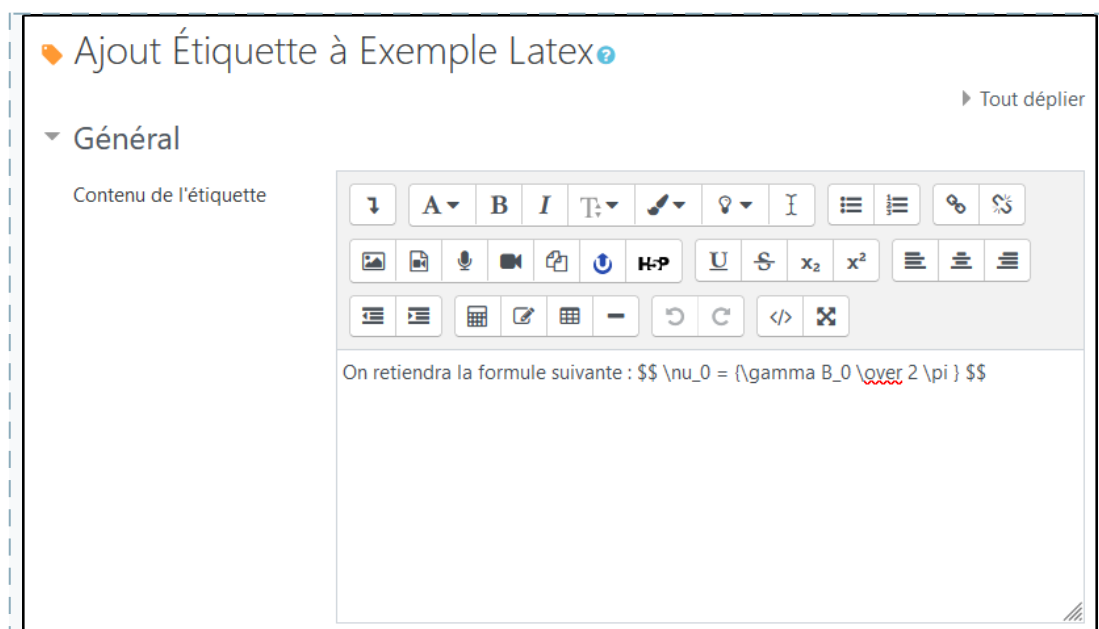 Ajout Étiquette à Exemple Latex?
Tout déplier
Général
Contenu de l'étiquette
A B I T
H-P U S x₂ x²
</>
On retiendra la formule suivante : $$ \nu_0 = {\gamma B_0 \over 2 \pi } $$